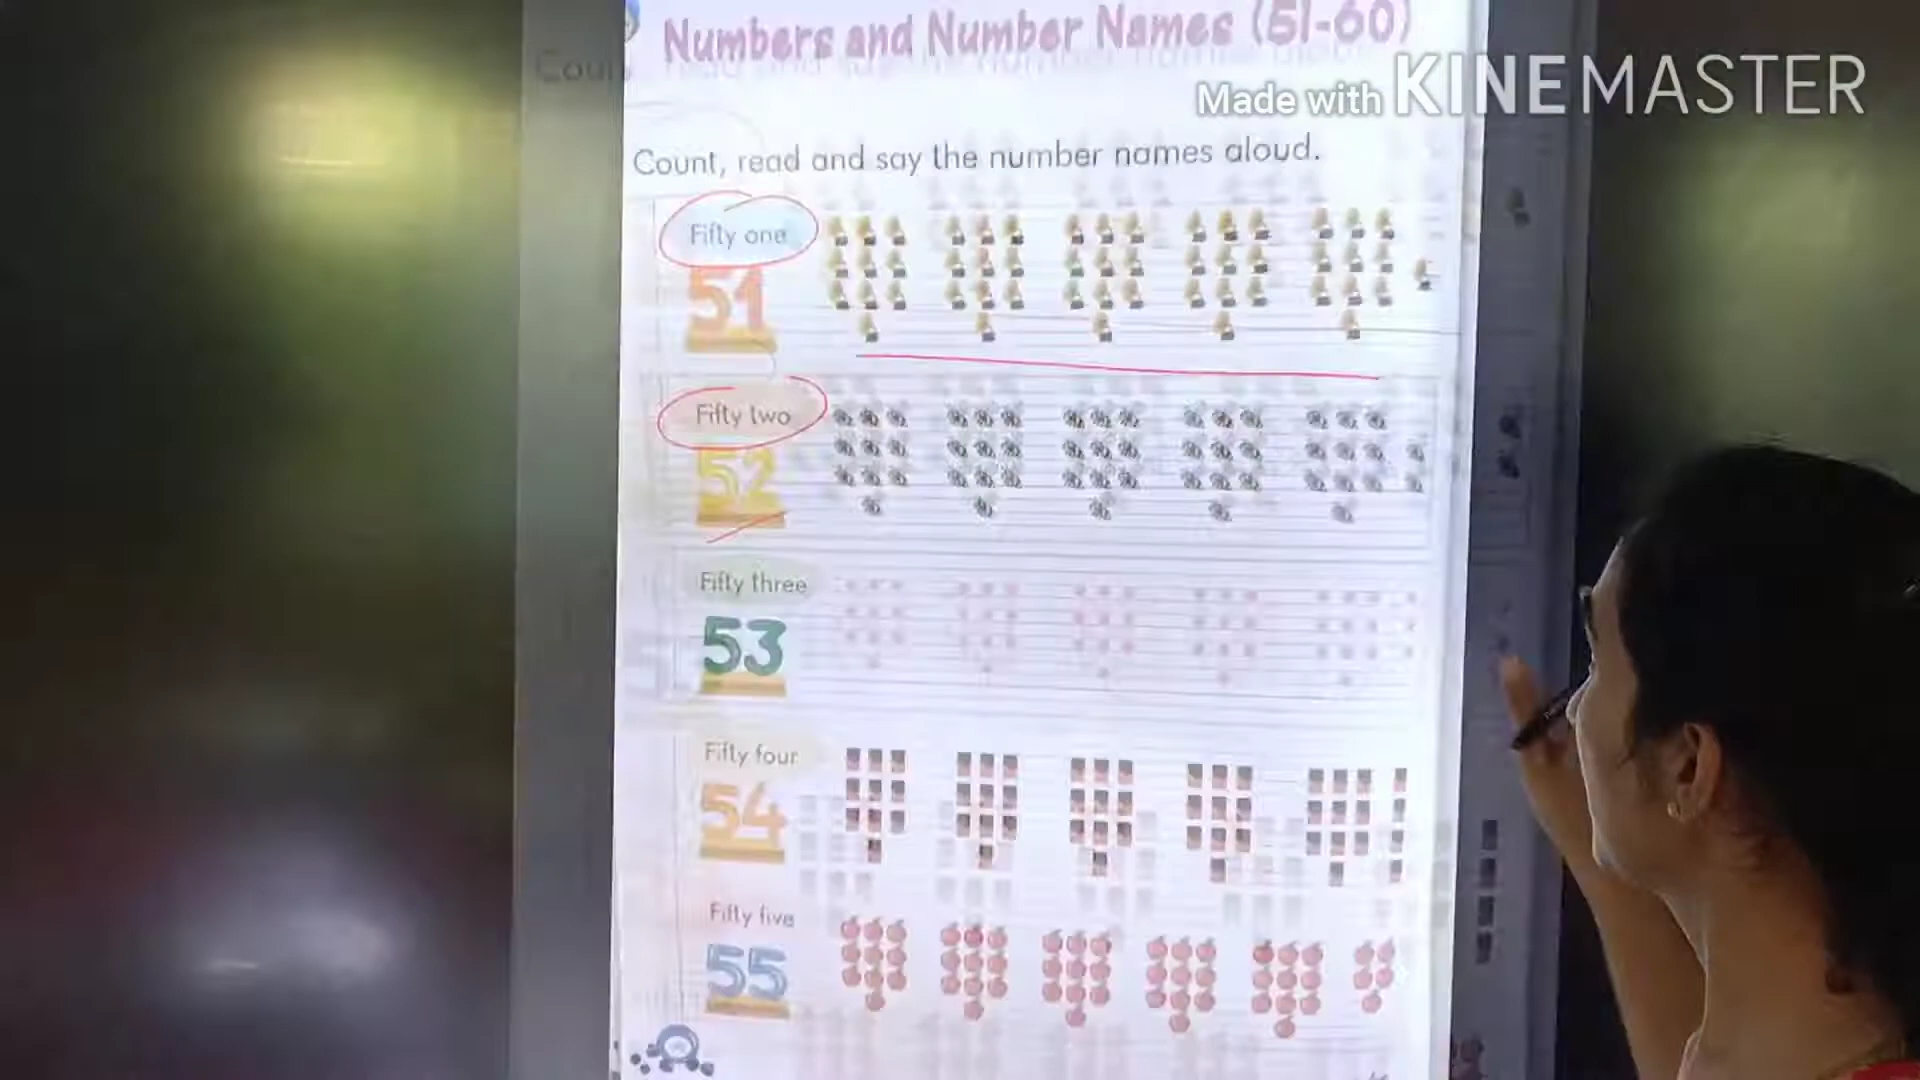 Numbers and Number Names (51-60)
Made with KINEMASTER
Count, read and say the number names aloud.
Fifty one
51
Fifty two
52
Fifty three
53
Fifty four
54
Fifty five
55